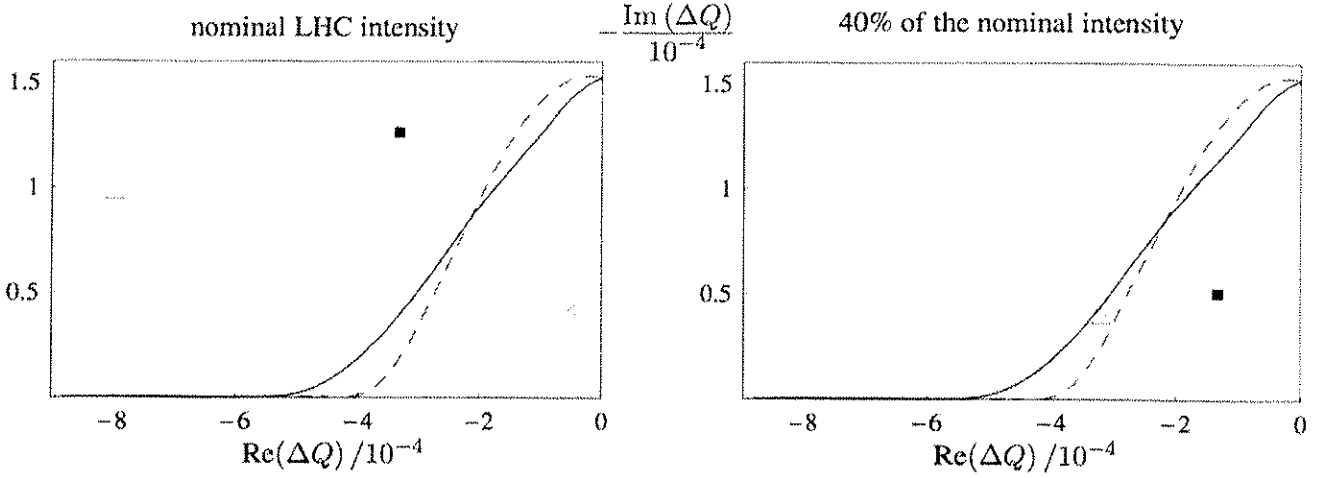 nominal LHC intensity
−Im (ΔQ)/10⁻⁴
40% of the nominal intensity
1.5
1
0.5
−8 −6 −4 −2 0
Re(ΔQ) /10⁻⁴
1.5
1
0.5
−8 −6 −4 −2 0
Re(ΔQ) /10⁻⁴